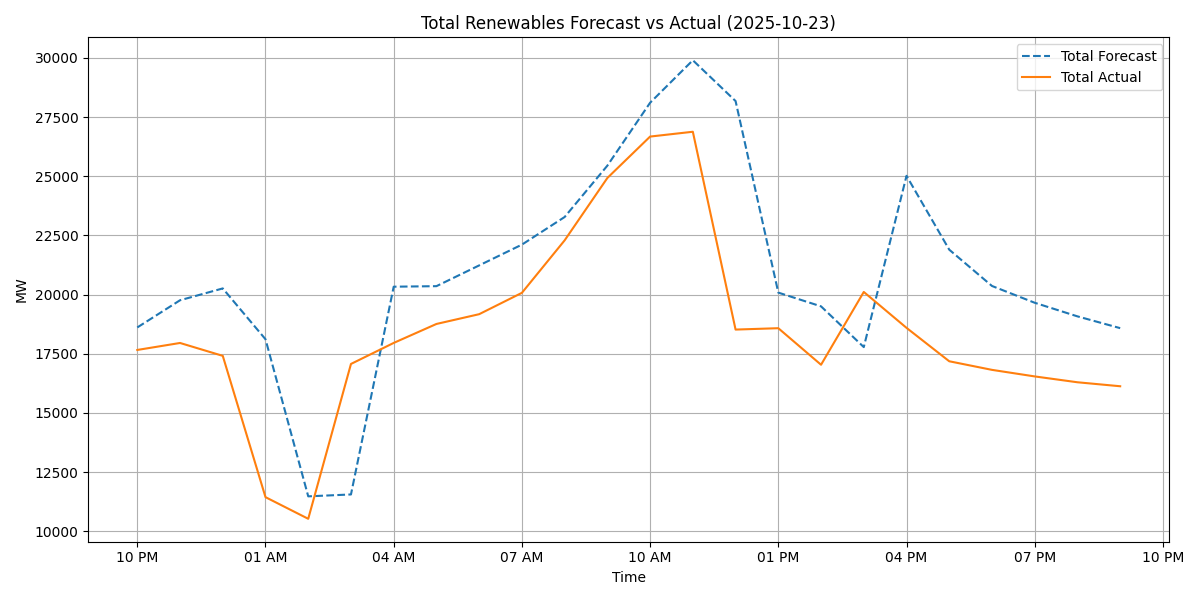 Total Renewables Forecast vs Actual (2025-10-23)
Total Forecast
Total Actual
30000
27500
25000
22500
20000
17500
15000
12500
10000
MW
10 PM 01 AM 04 AM 07 AM 10 AM 01 PM 04 PM 07 PM 10 PM
Time